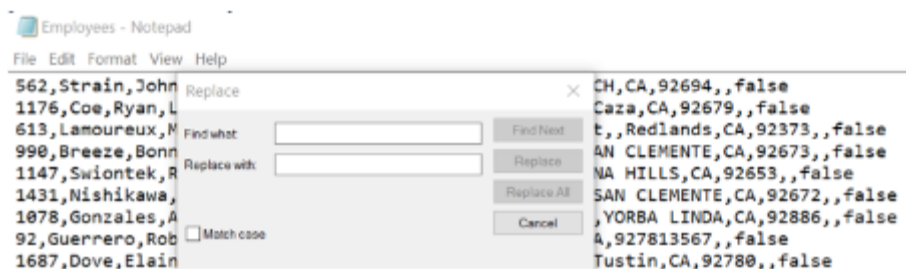 Employees - Notepad
File Edit Format View Help
562,Strain,John
1176,Coe,Ryan,L
613,Lamoureux,M
990,Breeze,Bonn
1147,Swiontek,R
1431,Nishikawa,
1078,Gonzales,A
92,Guerrero,Rob
1687,Dove,Elain
Replace
Find what:
Find Next
Replace with:
Replace
Replace All
Cancel
Match case
CH,CA,92694,,false
Caza,CA,92679,,false
t,,Redlands,CA,92373,,false
AN CLEMENTE,CA,92673,,false
NA HILLS,CA,92653,,false
SAN CLEMENTE,CA,92672,,false
,YORBA LINDA,CA,92886,,false
A,927813567,,false
Tustin,CA,92780,,false